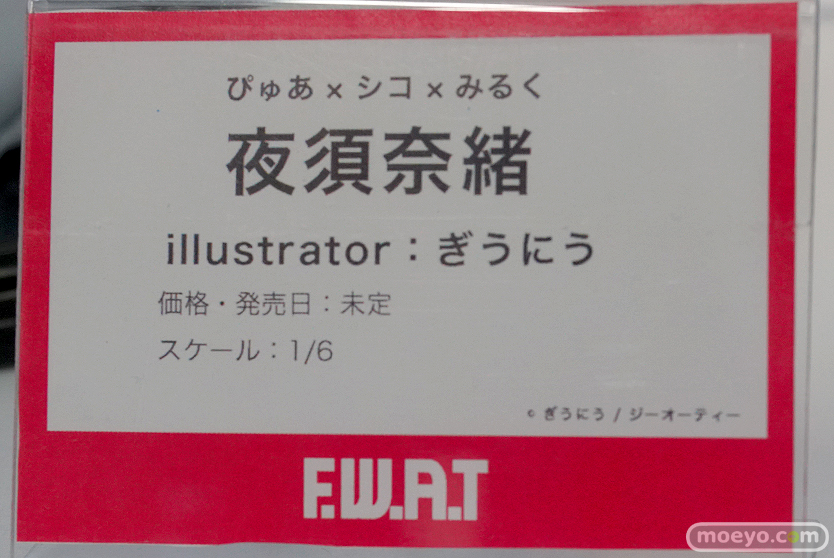 ぴゅあ×シコ×みるく
夜須奈緒
illustrator：ぎうにう
価格・発売日：未定
スケール：1/6
© ぎうにう / ジーオーティー
F.W.A.T
moeyo.com